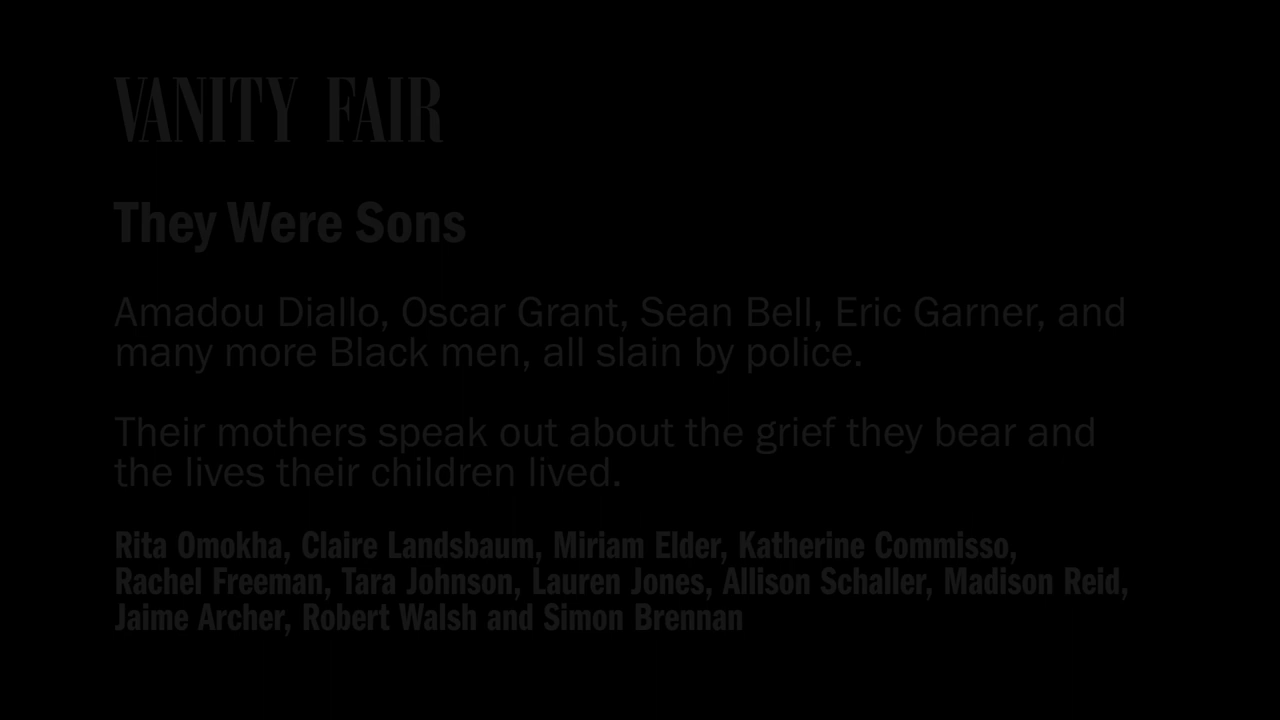 VANITY FAIR
They Were Sons
Amadou Diallo, Oscar Grant, Sean Bell, Eric Garner, and
many more Black men, all slain by police.
Their mothers speak out about the grief they bear and
the lives their children lived.
Rita Omokha, Claire Landsbaum, Miriam Elder, Katherine Commisso,
Rachel Freeman, Tara Johnson, Lauren Jones, Allison Schaller, Madison Reid,
Jaime Archer, Robert Walsh and Simon Brennan